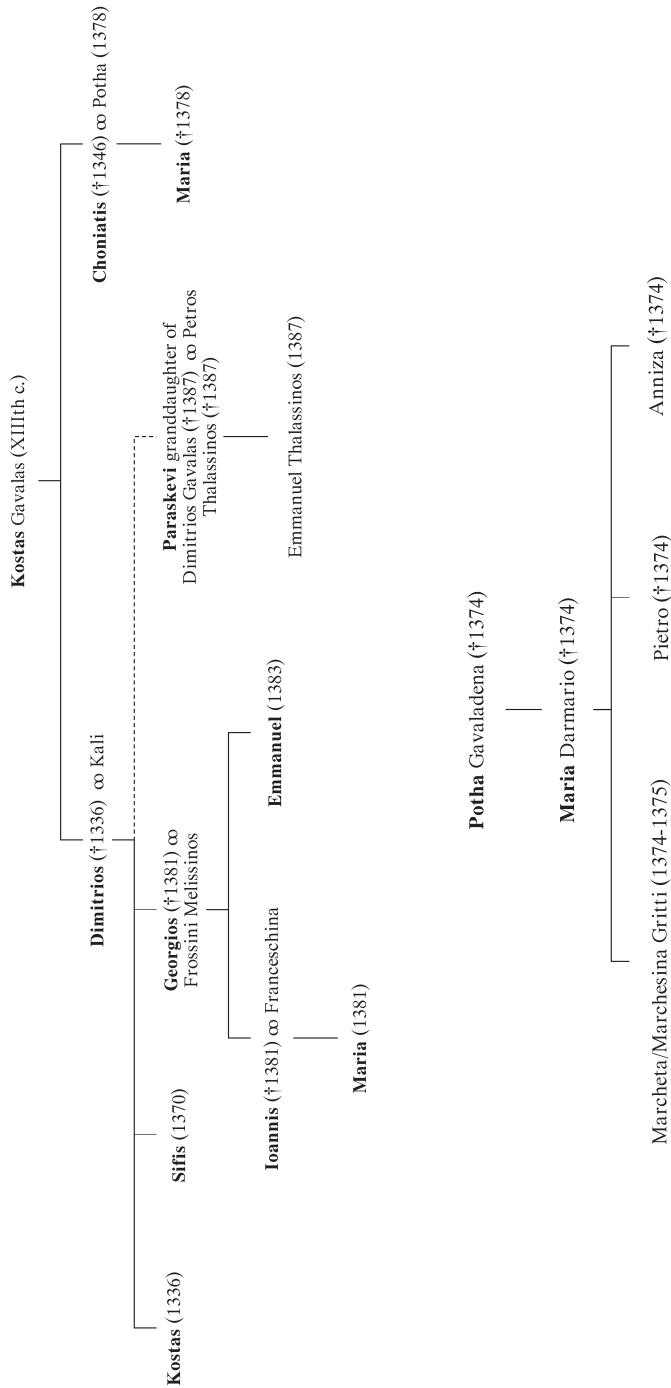 Kostas Gavalas (XIIIth c.)
Dimitrios (†1336) ∞ Kali
Choniatis (†1346) ∞ Potha (1378)
Kostas (1336)
Sifis (1370)
Georgios (†1381) ∞
Frossini Melissinos
Paraskevi granddaughter of
Dimitrios Gavalas (†1387) ∞ Petros
Thalassinos (†1387)
Maria (†1378)
Ioannis (†1381) ∞ Franceschina
Emmanuel (1383)
Emmanuel Thalassinos (1387)
Maria (1381)
Potha Gavaladena (†1374)
Maria Darmario (†1374)
Marcheta/Marchesina Gritti (1374-1375)
Pietro (†1374)
Anniza (†1374)